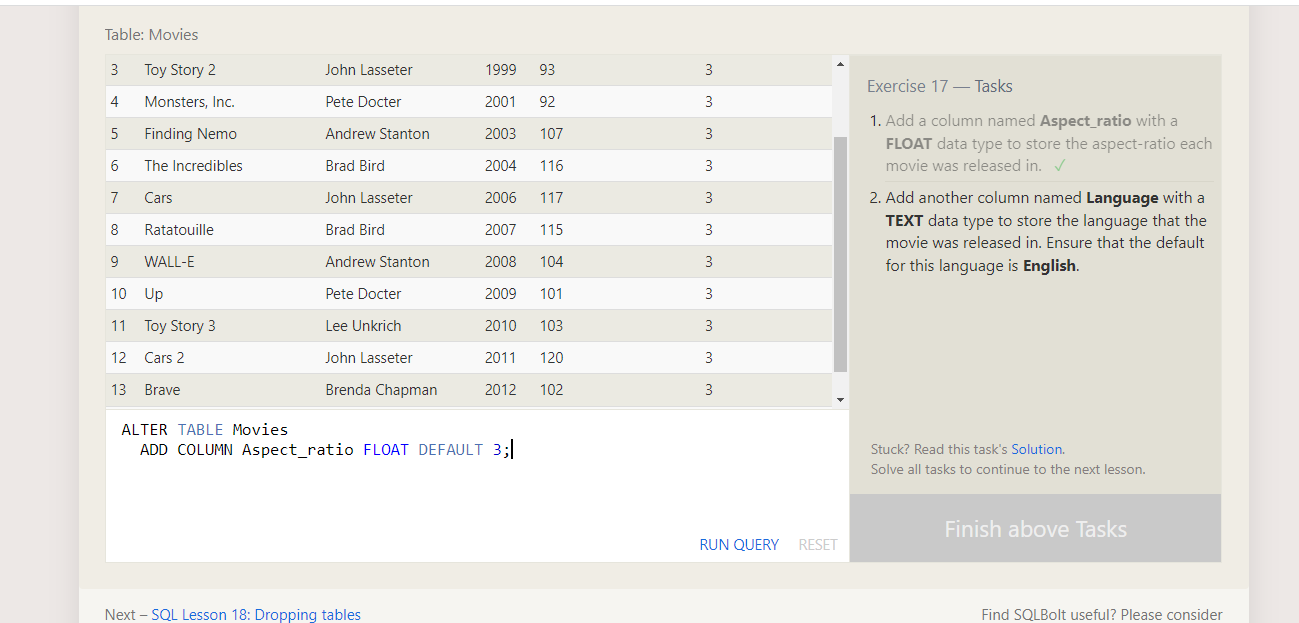 Table: Movies
3 Toy Story 2 John Lasseter 1999 93 3
4 Monsters, Inc. Pete Docter 2001 92 3
5 Finding Nemo Andrew Stanton 2003 107 3
6 The Incredibles Brad Bird 2004 116 3
7 Cars John Lasseter 2006 117 3
8 Ratatouille Brad Bird 2007 115 3
9 WALL-E Andrew Stanton 2008 104 3
10 Up Pete Docter 2009 101 3
11 Toy Story 3 Lee Unkrich 2010 103 3
12 Cars 2 John Lasseter 2011 120 3
13 Brave Brenda Chapman 2012 102 3
ALTER TABLE Movies
ADD COLUMN Aspect_ratio FLOAT DEFAULT 3;
RUN QUERY RESET
Exercise 17 — Tasks
1. Add a column named Aspect_ratio with a
FLOAT data type to store the aspect-ratio each
movie was released in. ✓
2. Add another column named Language with a
TEXT data type to store the language that the
movie was released in. Ensure that the default
for this language is English.
Stuck? Read this task's Solution.
Solve all tasks to continue to the next lesson.
Finish above Tasks
Next – SQL Lesson 18: Dropping tables
Find SQLBolt useful? Please consider